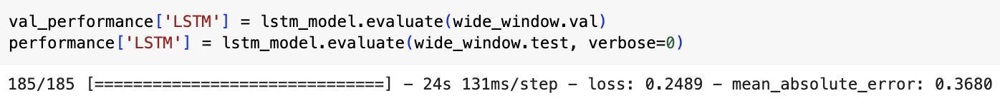 val_performance['LSTM'] = lstm_model.evaluate(wide_window.val)
performance['LSTM'] = lstm_model.evaluate(wide_window.test, verbose=0)
185/185 [==============================] - 24s 131ms/step - loss: 0.2489 - mean_absolute_error: 0.3680